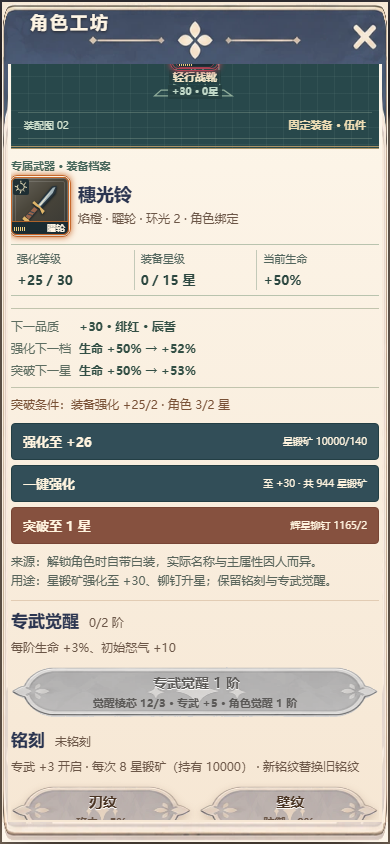 角色工坊
轻行战靴
+30 · 0星
装配图 02
固定装备 · 伍件
专属武器 · 装备档案
曜轮
穗光铃
焰橙 · 曜轮 · 环光 2 · 角色绑定
强化等级
装备星级
当前生命
+25 / 30
0 / 15 星
+50%
下一品质 +30 · 绯红 · 辰誓
强化下一档 生命 +50% → +52%
突破下一星 生命 +50% → +53%
突破条件：装备强化 +25/2 · 角色 3/2 星
强化至 +26
星锻矿 10000/140
一键强化
至 +30 · 共 944 星锻矿
突破至 1 星
辉星铆钉 1165/2
来源：解锁角色时自带白装，实际名称与主属性因人而异。
用途：星锻矿强化至 +30、铆钉升星；保留铭刻与专武觉醒。
专武觉醒 0/2 阶
每阶生命 +3%、初始怒气 +10
专武觉醒 1 阶
觉醒棱芯 12/3 · 专武 +5 · 角色觉醒 1 阶
铭刻 未铭刻
专武 +3 开启 · 每次 8 星锻矿（持有 10000） · 新铭纹替换旧铭纹
刃纹
壁纹